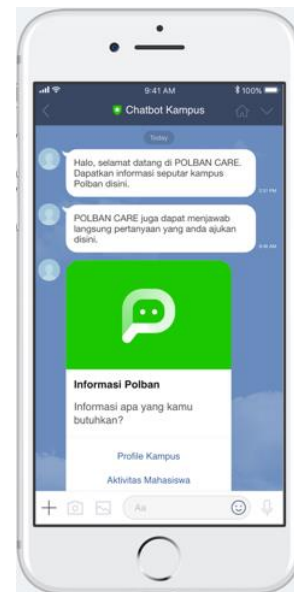 9:41 AM
100%
Chatbot Kampus
Today
Halo, selamat datang di POLBAN CARE.
Dapatkan informasi seputar kampus
Polban disini.
POLBAN CARE juga dapat menjawab
langsung pertanyaan yang anda ajukan
disini.
Informasi Polban
Informasi apa yang kamu
butuhkan?
Profile Kampus
Aktivitas Mahasiswa
Aa